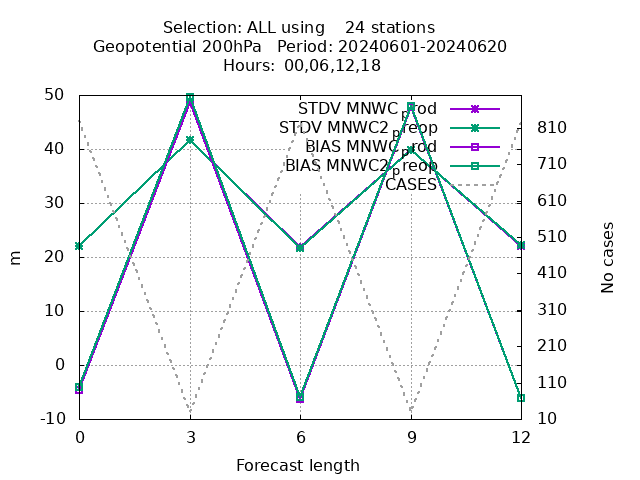 Selection: ALL using    24 stations
Geopotential 200hPa   Period: 20240601-20240620
Hours: 00,06,12,18
STDV MNWC_prod
STDV MNWC2_preop
BIAS MNWC_prod
BIAS MNWC2_preop
CASES
50
40
30
20
10
0
-10
m
810
710
610
510
410
310
210
110
10
No cases
0 3 6 9 12
Forecast length